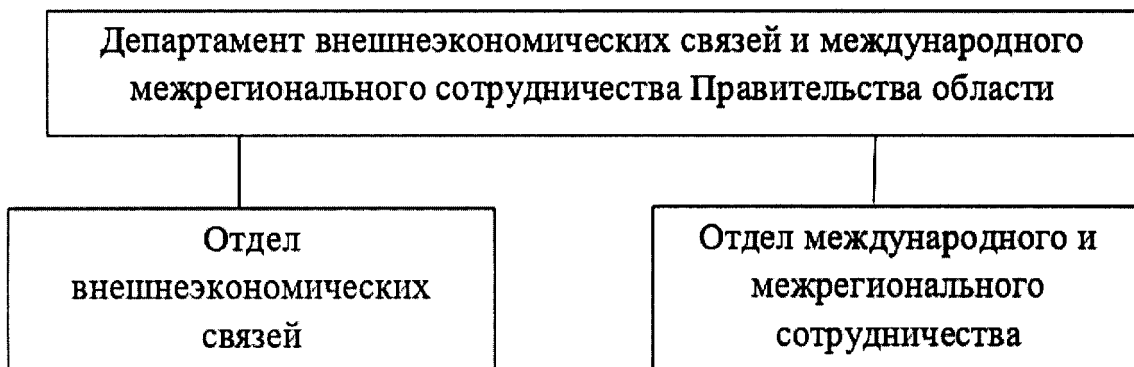 Департамент внешнеэкономических связей и международного
межрегионального сотрудничества Правительства области
Отдел
внешнеэкономических
связей
Отдел международного и
межрегионального
сотрудничества